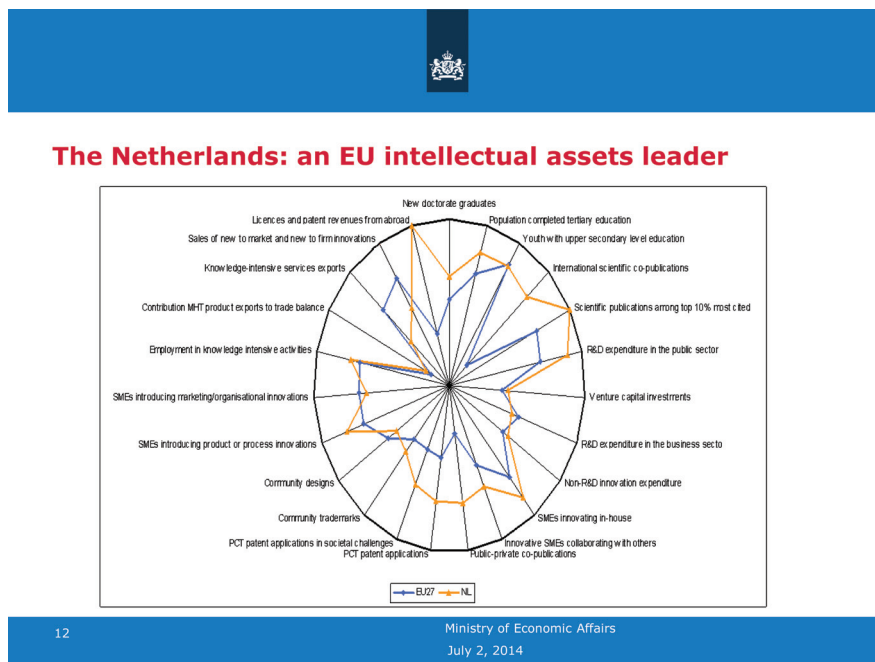 The Netherlands: an EU intellectual assets leader
New doctorate graduates
Licences and patent revenues from abroad
Population completed tertiary education
Sales of new to market and new to firm innovations
Youth with upper secondary level education
Knowledge-intensive services exports
International scientific co-publications
Contribution MHT product exports to trade balance
Scientific publications among top 10% most cited
Employment in knowledge intensive activities
R&D expenditure in the public sector
SMEs introducing marketing/organisational innovations
Venture capital investments
SMEs introducing product or process innovations
R&D expenditure in the business secto
Community designs
Non-R&D innovation expenditure
Community trademarks
SMEs innovating in-house
PCT patent applications in societal challenges
Innovative SMEs collaborating with others
PCT patent applications
Public-private co-publications
EU27 NL
12
Ministry of Economic Affairs
July 2, 2014